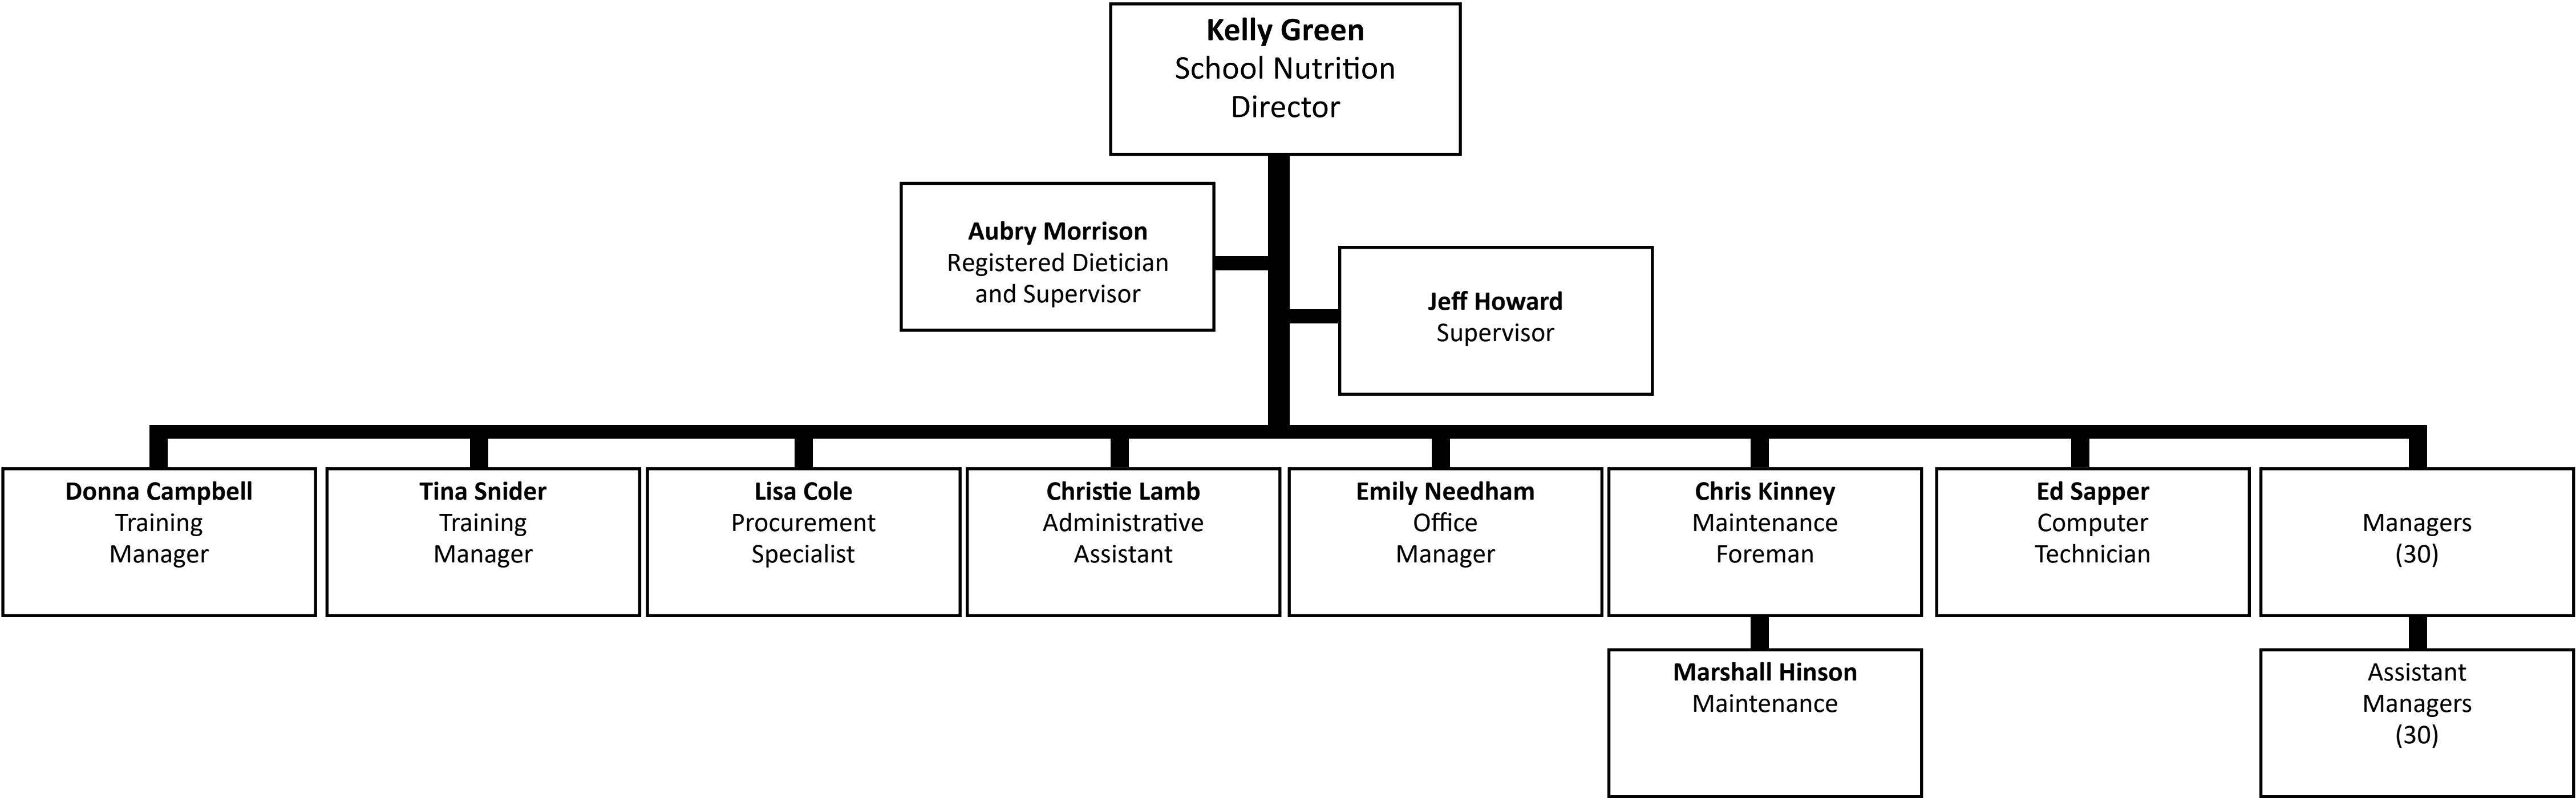 Kelly Green
School Nutrition
Director
Aubry Morrison
Registered Dietician
and Supervisor
Jeff Howard
Supervisor
Donna Campbell
Training
Manager
Tina Snider
Training
Manager
Lisa Cole
Procurement
Specialist
Christie Lamb
Administrative
Assistant
Emily Needham
Office
Manager
Chris Kinney
Maintenance
Foreman
Ed Sapper
Computer
Technician
Managers
(30)
Marshall Hinson
Maintenance
Assistant
Managers
(30)